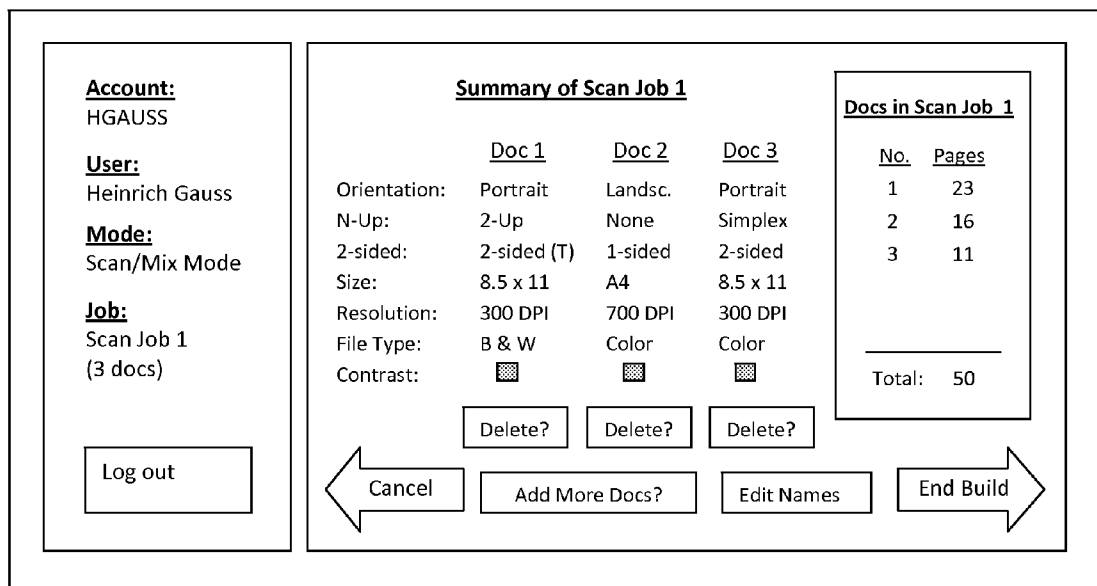 Account:
HGAUSS
User:
Heinrich Gauss
Mode:
Scan/Mix Mode
Job:
Scan Job 1
(3 docs)
Log out
Summary of Scan Job 1
Doc 1 Doc 2 Doc 3
Orientation: Portrait Landsc. Portrait
N-Up: 2-Up None Simplex
2-sided: 2-sided (T) 1-sided 2-sided
Size: 8.5 x 11 A4 8.5 x 11
Resolution: 300 DPI 700 DPI 300 DPI
File Type: B & W Color Color
Contrast:
Delete? Delete? Delete?
Cancel Add More Docs? Edit Names End Build
Docs in Scan Job 1
No. Pages
1 23
2 16
3 11
Total: 50